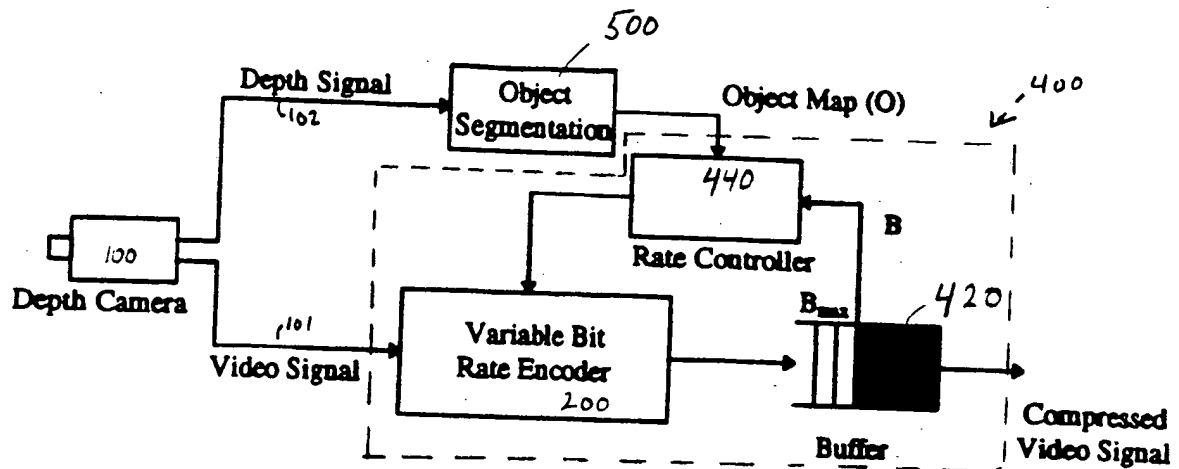 500
Depth Signal
102
Object
Segmentation
Object Map (O)
400
440
Rate Controller
B
100
Depth Camera
101
Video Signal
Variable Bit
Rate Encoder
200
Bmax
420
Buffer
Compressed
Video Signal